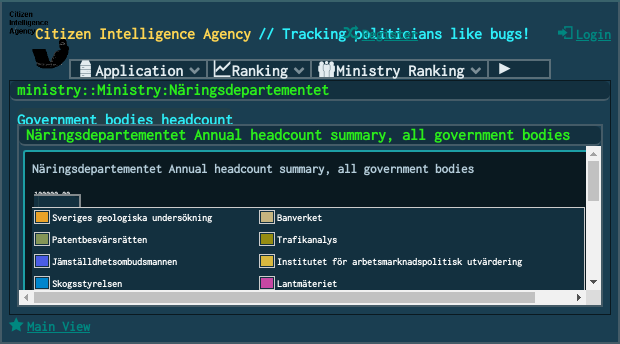 Citizen
Intelligence
Agency
Citizen Intelligence Agency // Tracking politicians like bugs!
Register
Login
Application
Ranking
Ministry Ranking
ministry::Ministry:Näringsdepartementet
Government bodies headcount
Näringsdepartementet Annual headcount summary, all government bodies
Näringsdepartementet Annual headcount summary, all government bodies
Sveriges geologiska undersökning
Banverket
Patentbesvärsrätten
Trafikanalys
Jämställdhetsombudsmannen
Institutet för arbetsmarknadspolitisk utvärdering
Skogsstyrelsen
Lantmäteriet
Main View